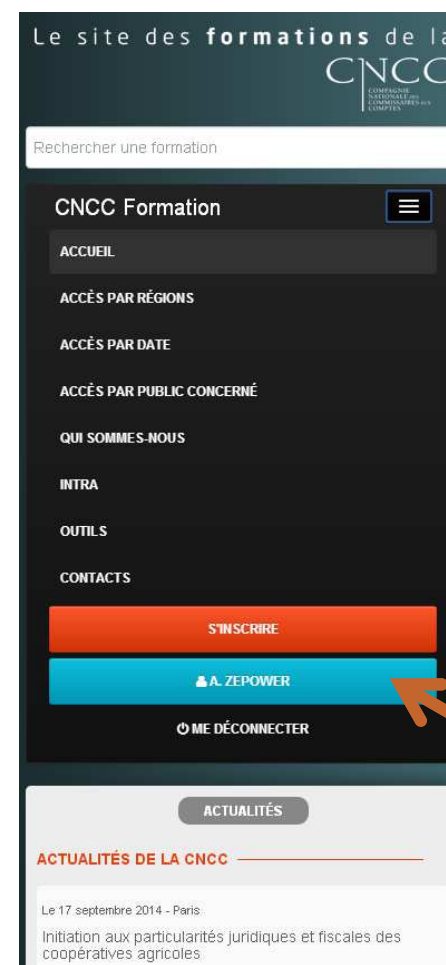 Le site des formations de la
CNCC
COMPAGNIE
NATIONALE DES
COMMISSAIRES AUX
COMPTES
Rechercher une formation
CNCC Formation
ACCUEIL
ACCÈS PAR RÉGIONS
ACCÈS PAR DATE
ACCÈS PAR PUBLIC CONCERNÉ
QUI SOMMES-NOUS
INTRA
OUTILS
CONTACTS
S'INSCRIRE
A. ZEPOWER
ME DÉCONNECTER
ACTUALITÉS
ACTUALITÉS DE LA CNCC
Le 17 septembre 2014 - Paris
Initiation aux particularités juridiques et fiscales des
coopératives agricoles